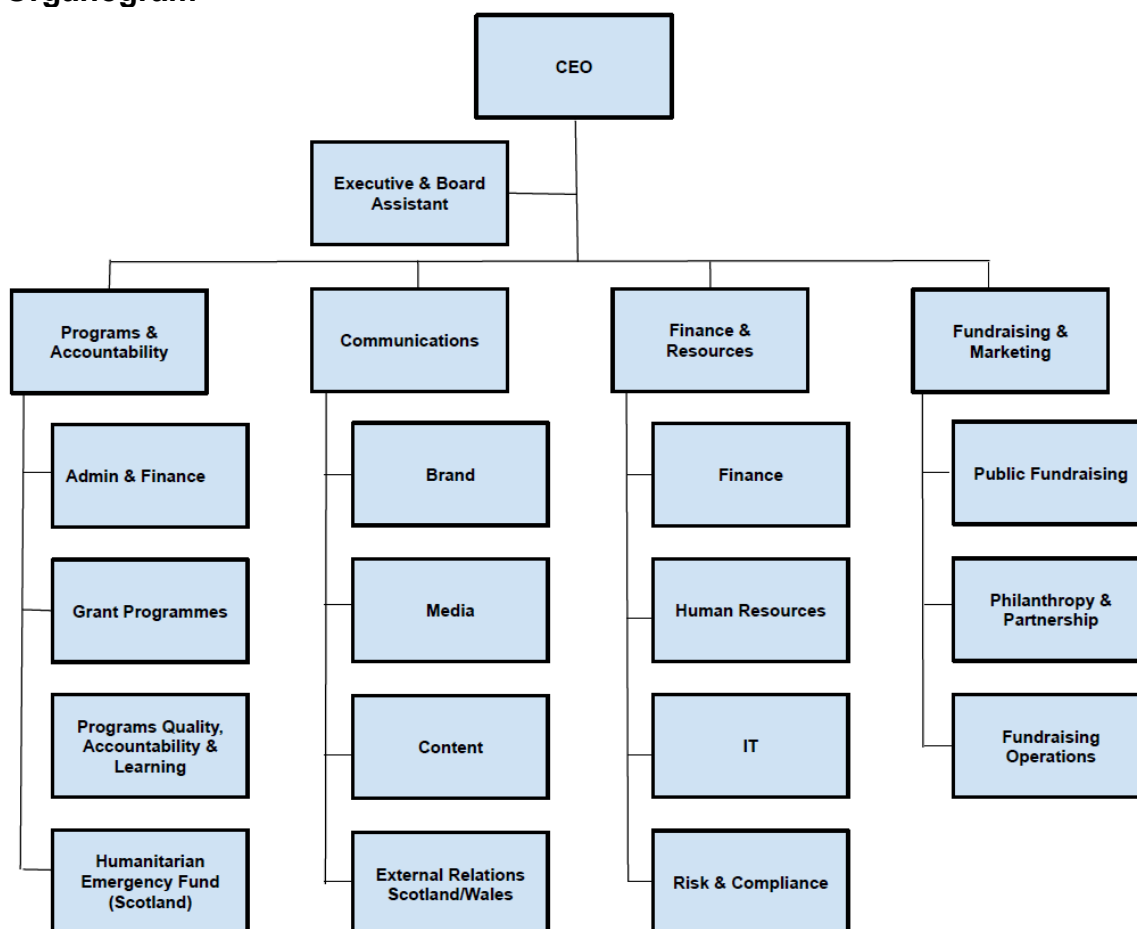 Organogram
CEO
Executive & Board
Assistant
Programs &
Accountability
Communications
Finance &
Resources
Fundraising &
Marketing
Admin & Finance
Brand
Finance
Public Fundraising
Grant Programmes
Media
Human Resources
Philanthropy &
Partnership
Programs Quality,
Accountability &
Learning
Content
IT
Fundraising
Operations
Humanitarian
Emergency Fund
(Scotland)
External Relations
Scotland/Wales
Risk & Compliance